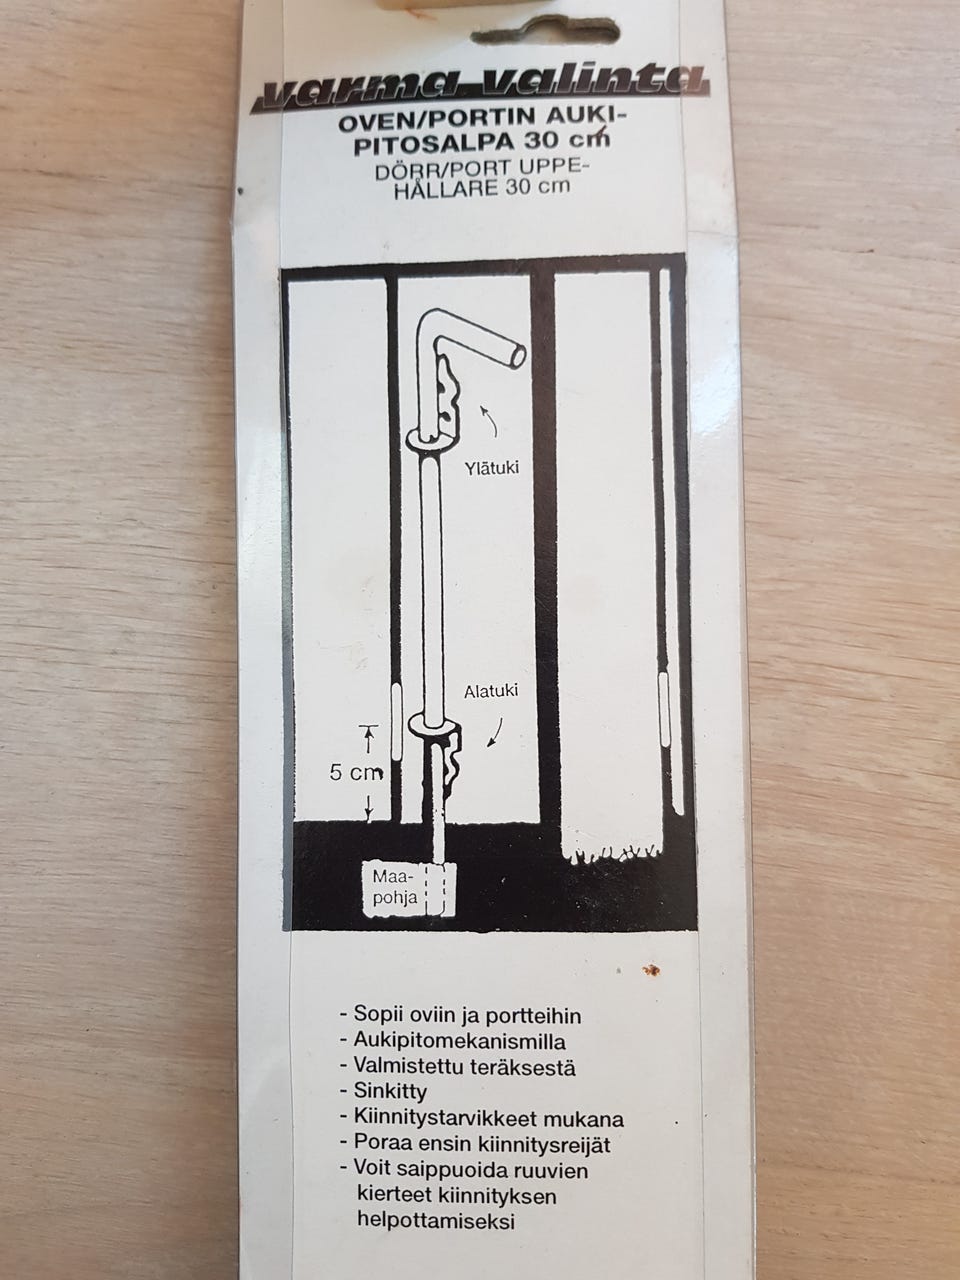 varma valinta
OVEN/PORTIN AUKI-
PITOSALPA 30 cm
DÖRR/PORT UPPE-
HÅLLARE 30 cm
Ylätuki
Alatuki
5 cm
Maa-
pohja
- Sopii oviin ja portteihin
- Aukipitomekanismilla
- Valmistettu teräksestä
- Sinkitty
- Kiinnitystarvikkeet mukana
- Poraa ensin kiinnitysreijät
- Voit saippuoida ruuvien
kierteet kiinnityksen
helpottamiseksi